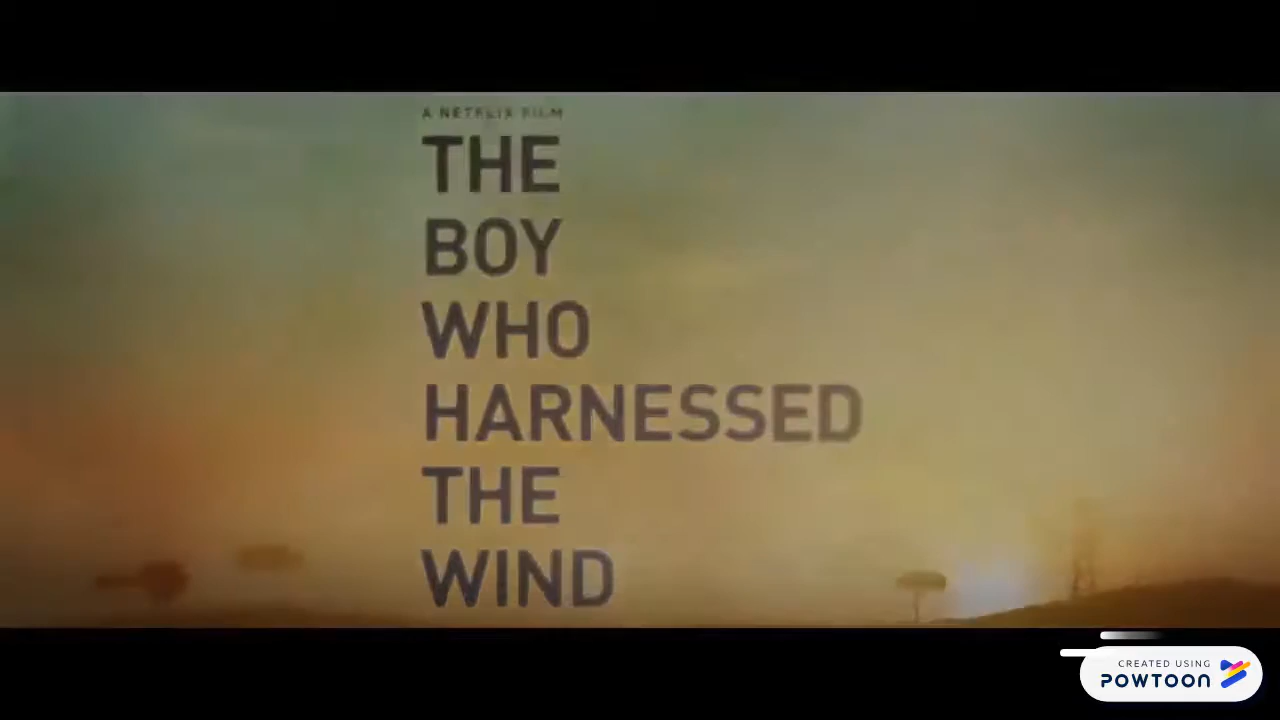 A NETFLIX FILM
THE
BOY
WHO
HARNESSED
THE
WIND
CREATED USING
POWTOON